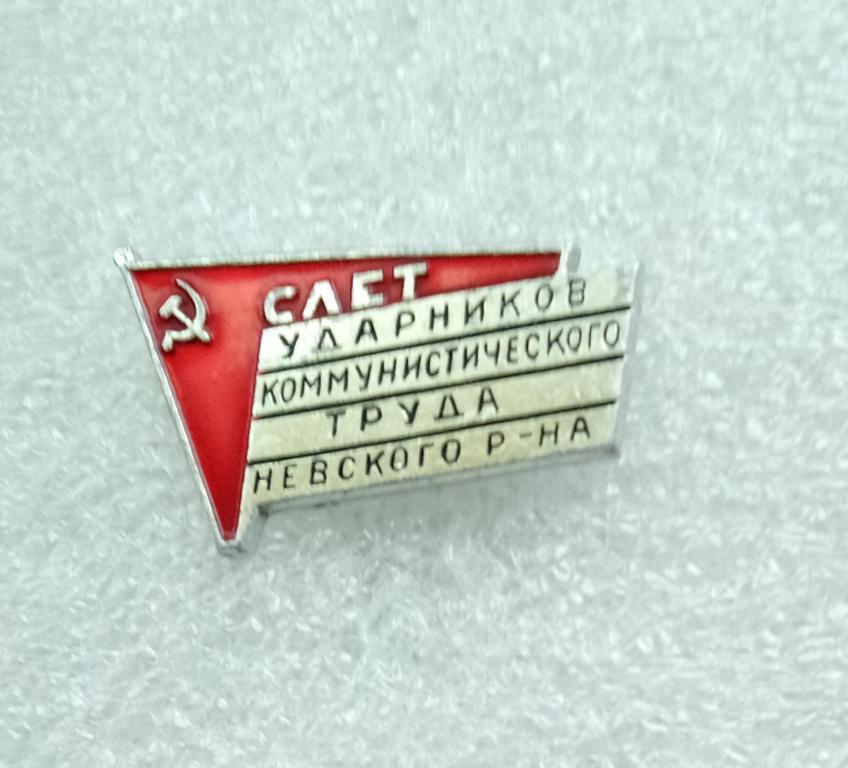 СЛЕТ
УДАРНИКОВ
КОММУНИСТИЧЕСКОГО
ТРУДА
НЕВСКОГО Р-НА